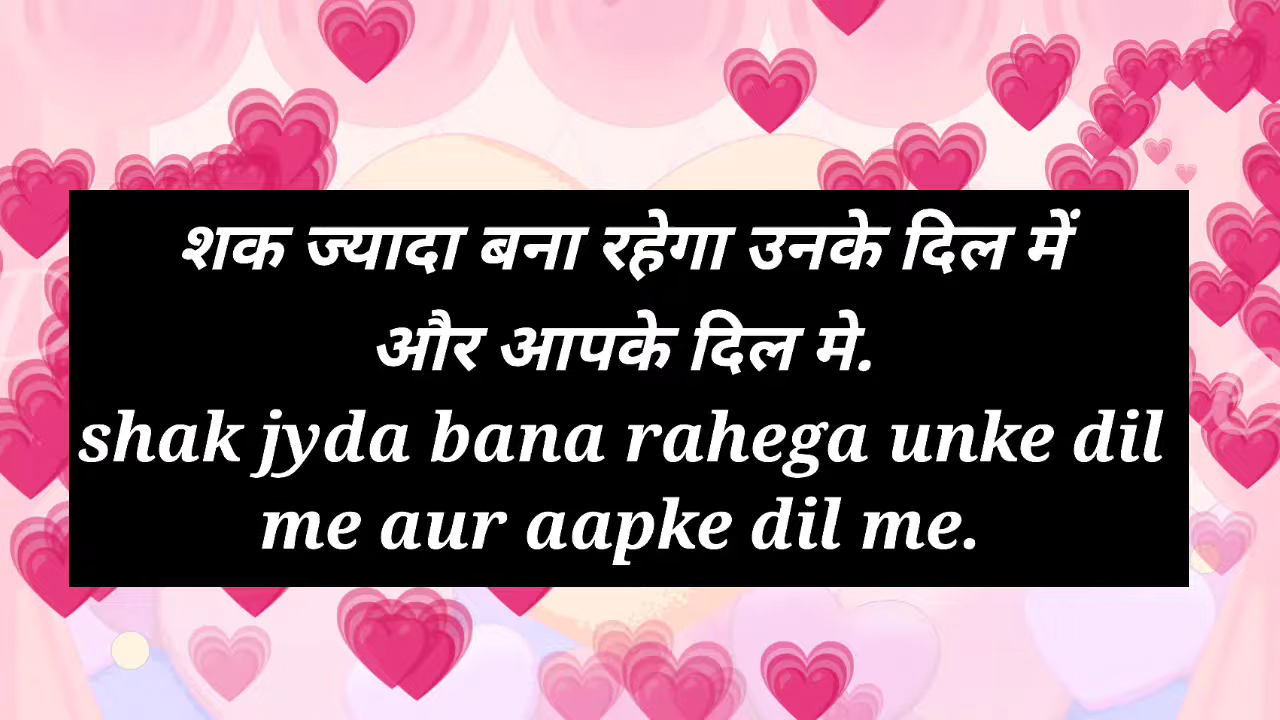 शक ज्यादा बना रहेगा उनके दिल में
और आपके दिल मे.
shak jyda bana rahega unke dil
me aur aapke dil me.